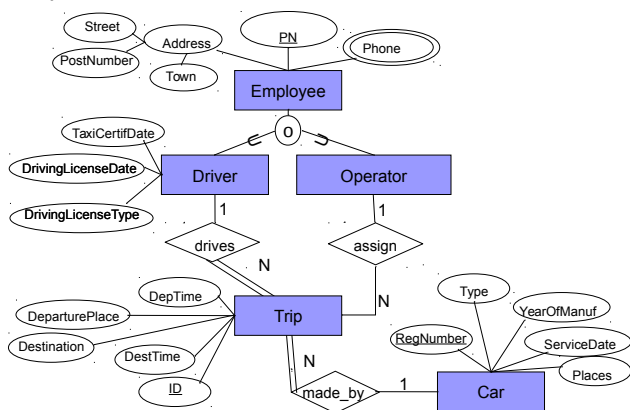 Street
Address
PN
Phone
PostNumber
Town
Employee
TaxiCertifDate
o
DrivingLicenseDate
Driver
Operator
DrivingLicenseType
1
1
drives
assign
N
N
DepTime
Type
DeparturePlace
Trip
YearOfManuf
RegNumber
Destination
DestTime
ServiceDate
N
Places
ID
made_by
1
Car